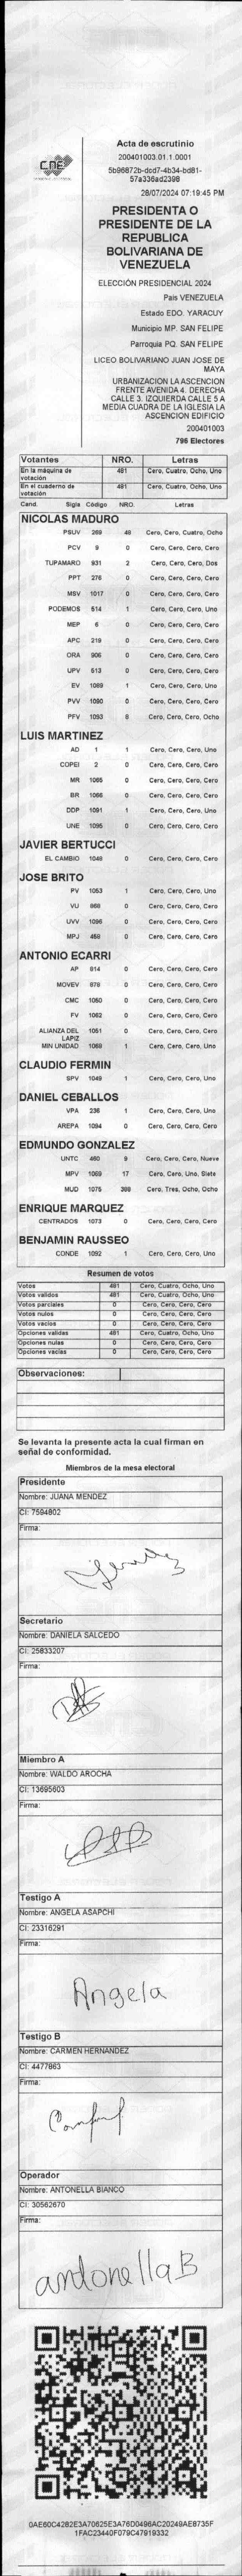 CNE
Acta de escrutinio
200401003.01.1.0001
5b96872b-dcd7-4b34-bd81-
57a336ad2398
28/07/2024 07:19:45 PM
PRESIDENTA O
PRESIDENTE DE LA
REPUBLICA
BOLIVARIANA DE
VENEZUELA
ELECCIÓN PRESIDENCIAL 2024
País VENEZUELA
Estado EDO. YARACUY
Municipio MP. SAN FELIPE
Parroquia PQ. SAN FELIPE
LICEO BOLIVARIANO JUAN JOSE DE
MAYA
URBANIZACION LA ASCENCION
FRENTE AVENIDA 4. DERECHA
CALLE 3. IZQUIERDA CALLE 5 A
MEDIA CUADRA DE LA IGLESIA LA
ASCENCION EDIFICIO
200401003
796 Electores
Votantes NRO. Letras
En la máquina de votación 481 Cero, Cuatro, Ocho, Uno
En el cuaderno de votación 481 Cero, Cuatro, Ocho, Uno
Cand. Sigla Código NRO. Letras
NICOLAS MADURO
PSUV 269 48 Cero, Cero, Cuatro, Ocho
PCV 9 0 Cero, Cero, Cero, Cero
TUPAMARO 931 2 Cero, Cero, Cero, Dos
PPT 276 0 Cero, Cero, Cero, Cero
MSV 1017 0 Cero, Cero, Cero, Cero
PODEMOS 514 1 Cero, Cero, Cero, Uno
MEP 6 0 Cero, Cero, Cero, Cero
APC 219 0 Cero, Cero, Cero, Cero
ORA 906 0 Cero, Cero, Cero, Cero
UPV 513 0 Cero, Cero, Cero, Cero
EV 1089 1 Cero, Cero, Cero, Uno
PVV 1090 0 Cero, Cero, Cero, Cero
PFV 1093 8 Cero, Cero, Cero, Ocho
LUIS MARTINEZ
AD 1 1 Cero, Cero, Cero, Uno
COPEI 2 0 Cero, Cero, Cero, Cero
MR 1065 0 Cero, Cero, Cero, Cero
BR 1066 0 Cero, Cero, Cero, Cero
DDP 1091 1 Cero, Cero, Cero, Uno
UNE 1095 0 Cero, Cero, Cero, Cero
JAVIER BERTUCCI
EL CAMBIO 1048 0 Cero, Cero, Cero, Cero
JOSE BRITO
PV 1053 1 Cero, Cero, Cero, Uno
VU 868 0 Cero, Cero, Cero, Cero
UVV 1096 0 Cero, Cero, Cero, Cero
MPJ 459 0 Cero, Cero, Cero, Cero
ANTONIO ECARRI
AP 814 0 Cero, Cero, Cero, Cero
MOVEV 879 0 Cero, Cero, Cero, Cero
CMC 1050 0 Cero, Cero, Cero, Cero
FV 1062 0 Cero, Cero, Cero, Cero
ALIANZA DEL LAPIZ 1051 0 Cero, Cero, Cero, Cero
MIN UNIDAD 1069 1 Cero, Cero, Cero, Uno
CLAUDIO FERMIN
SPV 1049 1 Cero, Cero, Cero, Uno
DANIEL CEBALLOS
VPA 236 1 Cero, Cero, Cero, Uno
AREPA 1094 0 Cero, Cero, Cero, Cero
EDMUNDO GONZALEZ
UNTC 460 9 Cero, Cero, Cero, Nueve
MPV 17 Cero, Cero, Uno, Siete
MUD 1075 388 Cero, Tres, Ocho, Ocho
ENRIQUE MARQUEZ
CENTRADOS 1073 0 Cero, Cero, Cero, Cero
BENJAMIN RAUSSEO
CONDE 1092 1 Cero, Cero, Cero, Uno
Resumen de votos
Votos 481 Cero, Cuatro, Ocho, Uno
Votos validos 481 Cero, Cuatro, Ocho, Uno
Votos parciales 0 Cero, Cero, Cero, Cero
Votos nulos 0 Cero, Cero, Cero, Cero
Votos vacios 0 Cero, Cero, Cero, Cero
Opciones validas 481 Cero, Cuatro, Ocho, Uno
Opciones nulas 0 Cero, Cero, Cero, Cero
Opciones vacías 0 Cero, Cero, Cero, Cero
Observaciones:
Se levanta la presente acta la cual firman en
señal de conformidad.
Miembros de la mesa electoral
Presidente
Nombre: JUANA MENDEZ
CI: 7594802
Firma:
Secretario
Nombre: DANIELA SALCEDO
CI: 25833207
Firma:
Miembro A
Nombre: WALDO AROCHA
CI: 13695603
Firma:
Testigo A
Nombre: ANGELA ASAPCHI
CI: 23316291
Firma:
Angela
Testigo B
Nombre: CARMEN HERNANDEZ
CI: 4477863
Firma:
Operador
Nombre: ANTONELLA BIANCO
CI: 30562670
Firma:
antonella B
0AE60C4282E3A70625E3A76D0496AC20249AE8735F
1FAC23440F079C47919332